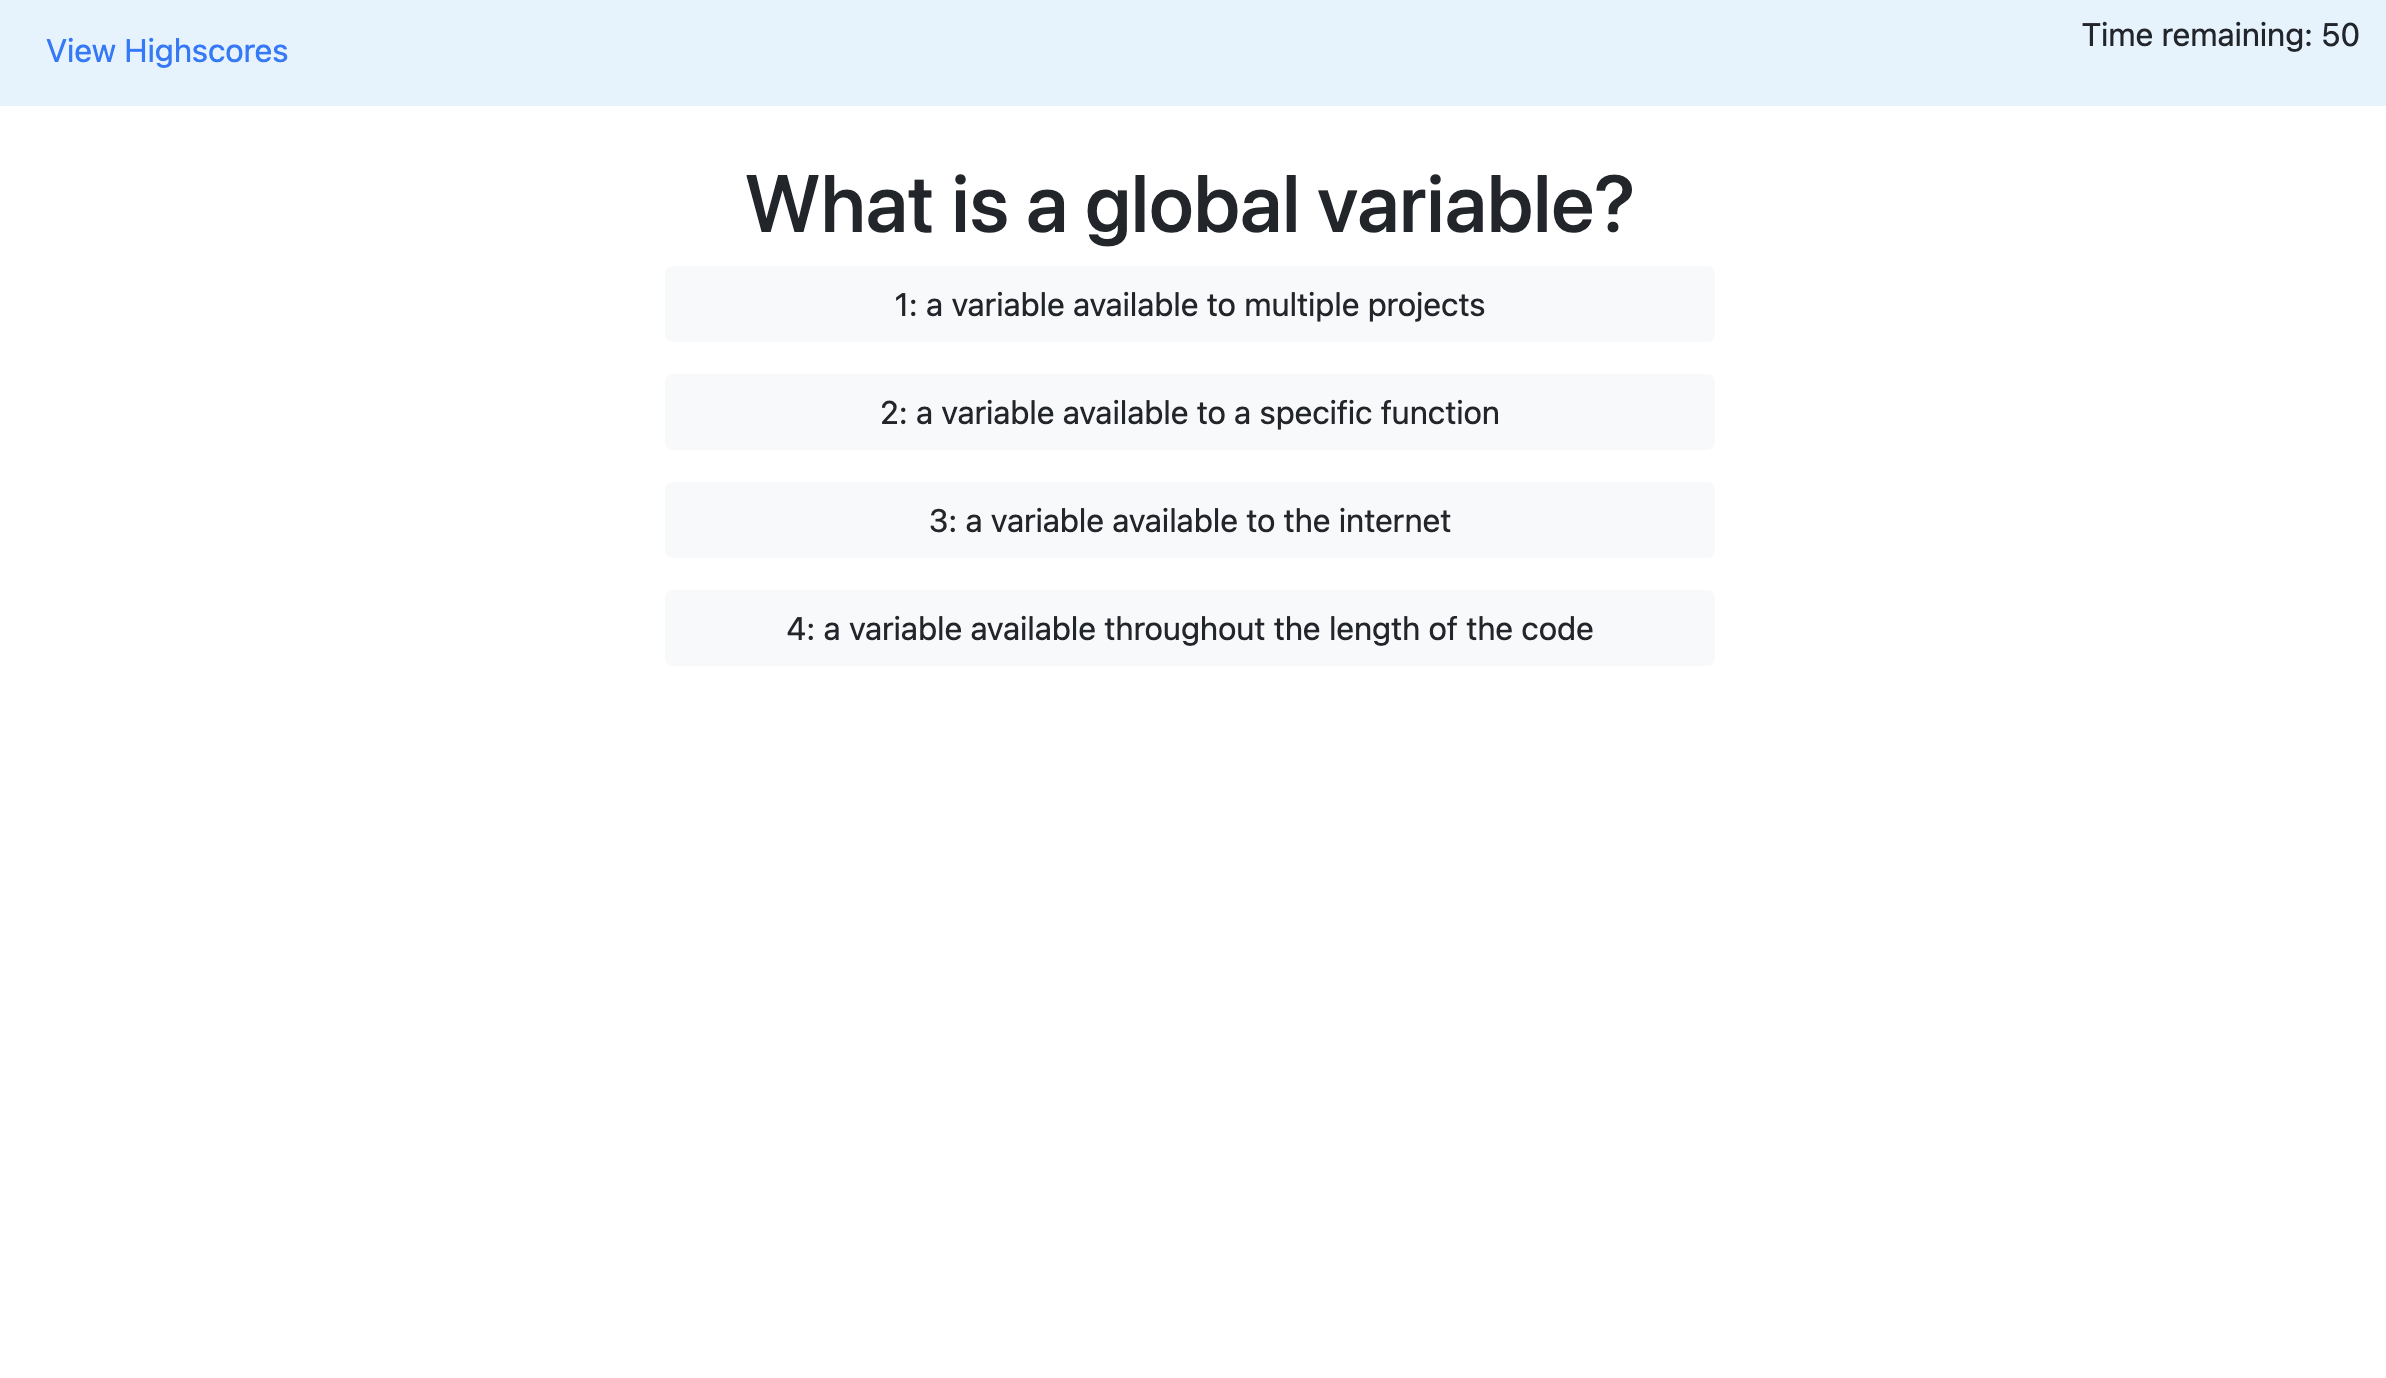 View Highscores
Time remaining: 50
What is a global variable?
1: a variable available to multiple projects
2: a variable available to a specific function
3: a variable available to the internet
4: a variable available throughout the length of the code